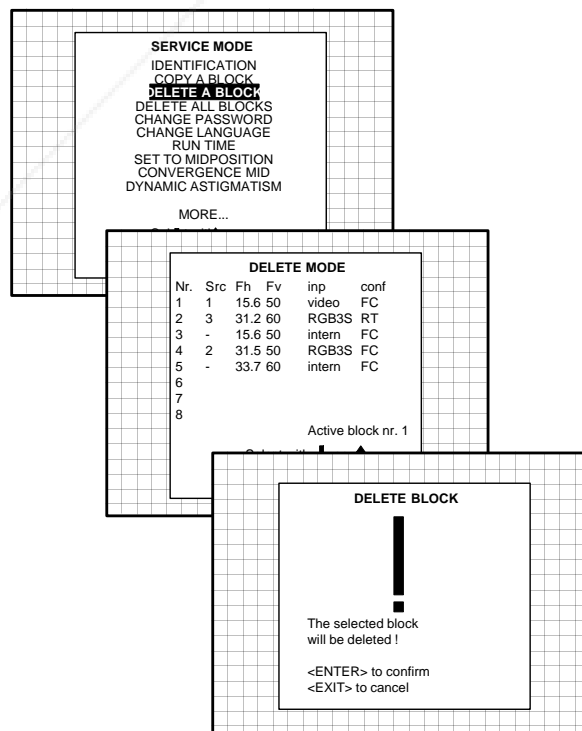 SERVICE MODE
IDENTIFICATION
COPY A BLOCK
DELETE A BLOCK
DELETE ALL BLOCKS
CHANGE PASSWORD
CHANGE LANGUAGE
RUN TIME
SET TO MIDPOSITION
CONVERGENCE MID
DYNAMIC ASTIGMATISM
MORE...
DELETE MODE
Nr. Src Fh Fv inp conf
1 1 15.6 50 video FC
2 3 31.2 60 RGB3S RT
3 - 15.6 50 intern FC
4 2 31.5 50 RGB3S FC
5 - 33.7 60 intern FC
6
7
8
Active block nr. 1
DELETE BLOCK
!
The selected block
will be deleted !
<ENTER> to confirm
<EXIT> to cancel